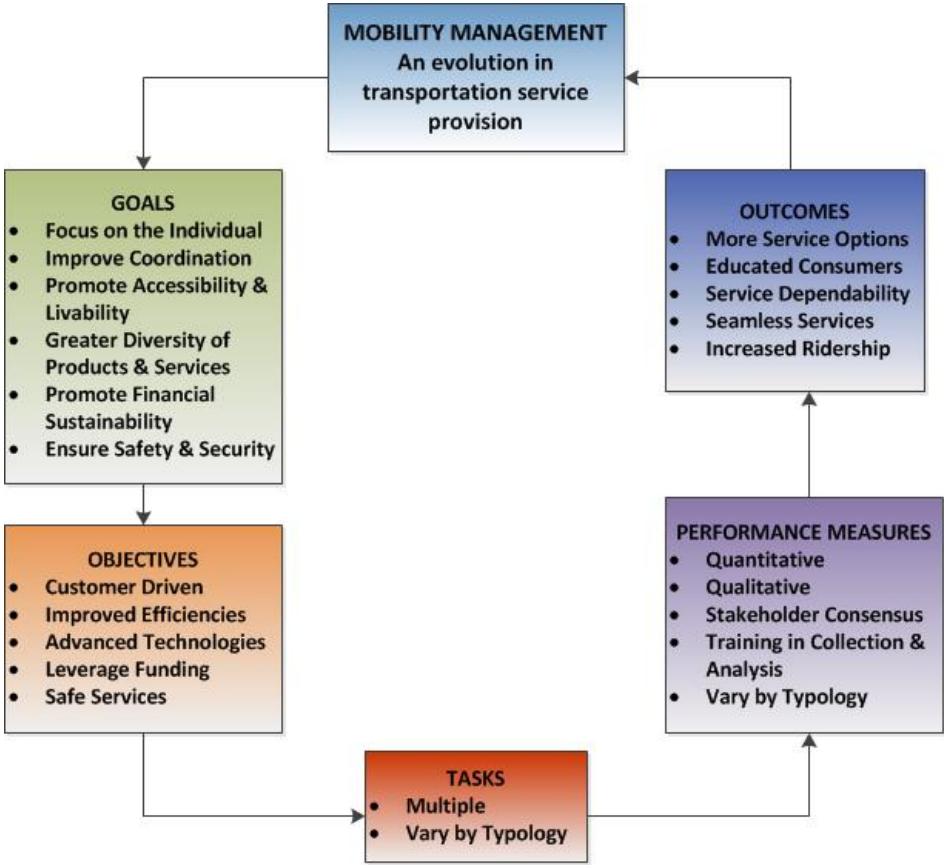 MOBILITY MANAGEMENT
An evolution in
transportation service
provision
GOALS
• Focus on the Individual
• Improve Coordination
• Promote Accessibility &
Livability
• Greater Diversity of
Products & Services
• Promote Financial
Sustainability
• Ensure Safety & Security
OBJECTIVES
• Customer Driven
• Improved Efficiencies
• Advanced Technologies
• Leverage Funding
• Safe Services
TASKS
• Multiple
• Vary by Typology
PERFORMANCE MEASURES
• Quantitative
• Qualitative
• Stakeholder Consensus
• Training in Collection &
Analysis
• Vary by Typology
OUTCOMES
• More Service Options
• Educated Consumers
• Service Dependability
• Seamless Services
• Increased Ridership